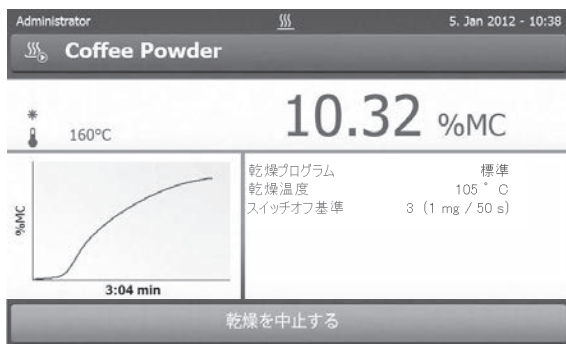 Administrator 5. Jan 2012 - 10:38
Coffee Powder
160°C 10.32 %MC
乾燥プログラム 標準
乾燥温度 105°C
スイッチオフ基準 3 (1 mg / 50 s)
%MC
3:04 min
乾燥を中止する